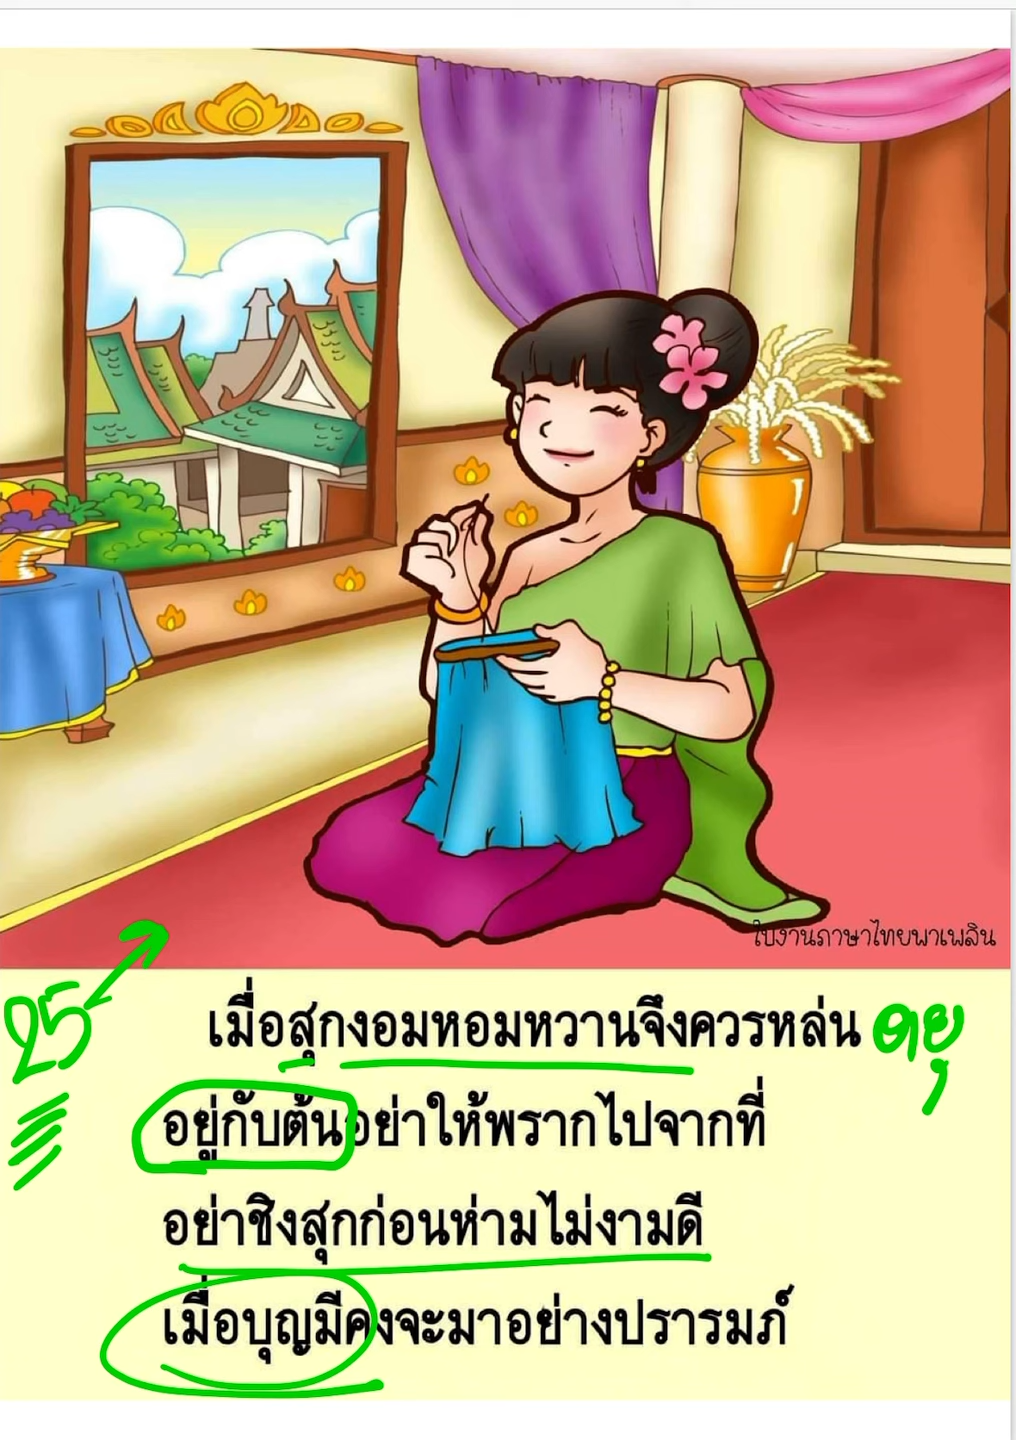 ใบงานภาษาไทยพาเพลิน
25
เมื่อสุกงอมหอมหวานจึงควรหล่น
อยู่กับต้นอย่าให้พรากไปจากที่
อย่าชิงสุกก่อนห่ามไม่งามดี
เมื่อบุญมีคงจะมาอย่างปรารมภ์